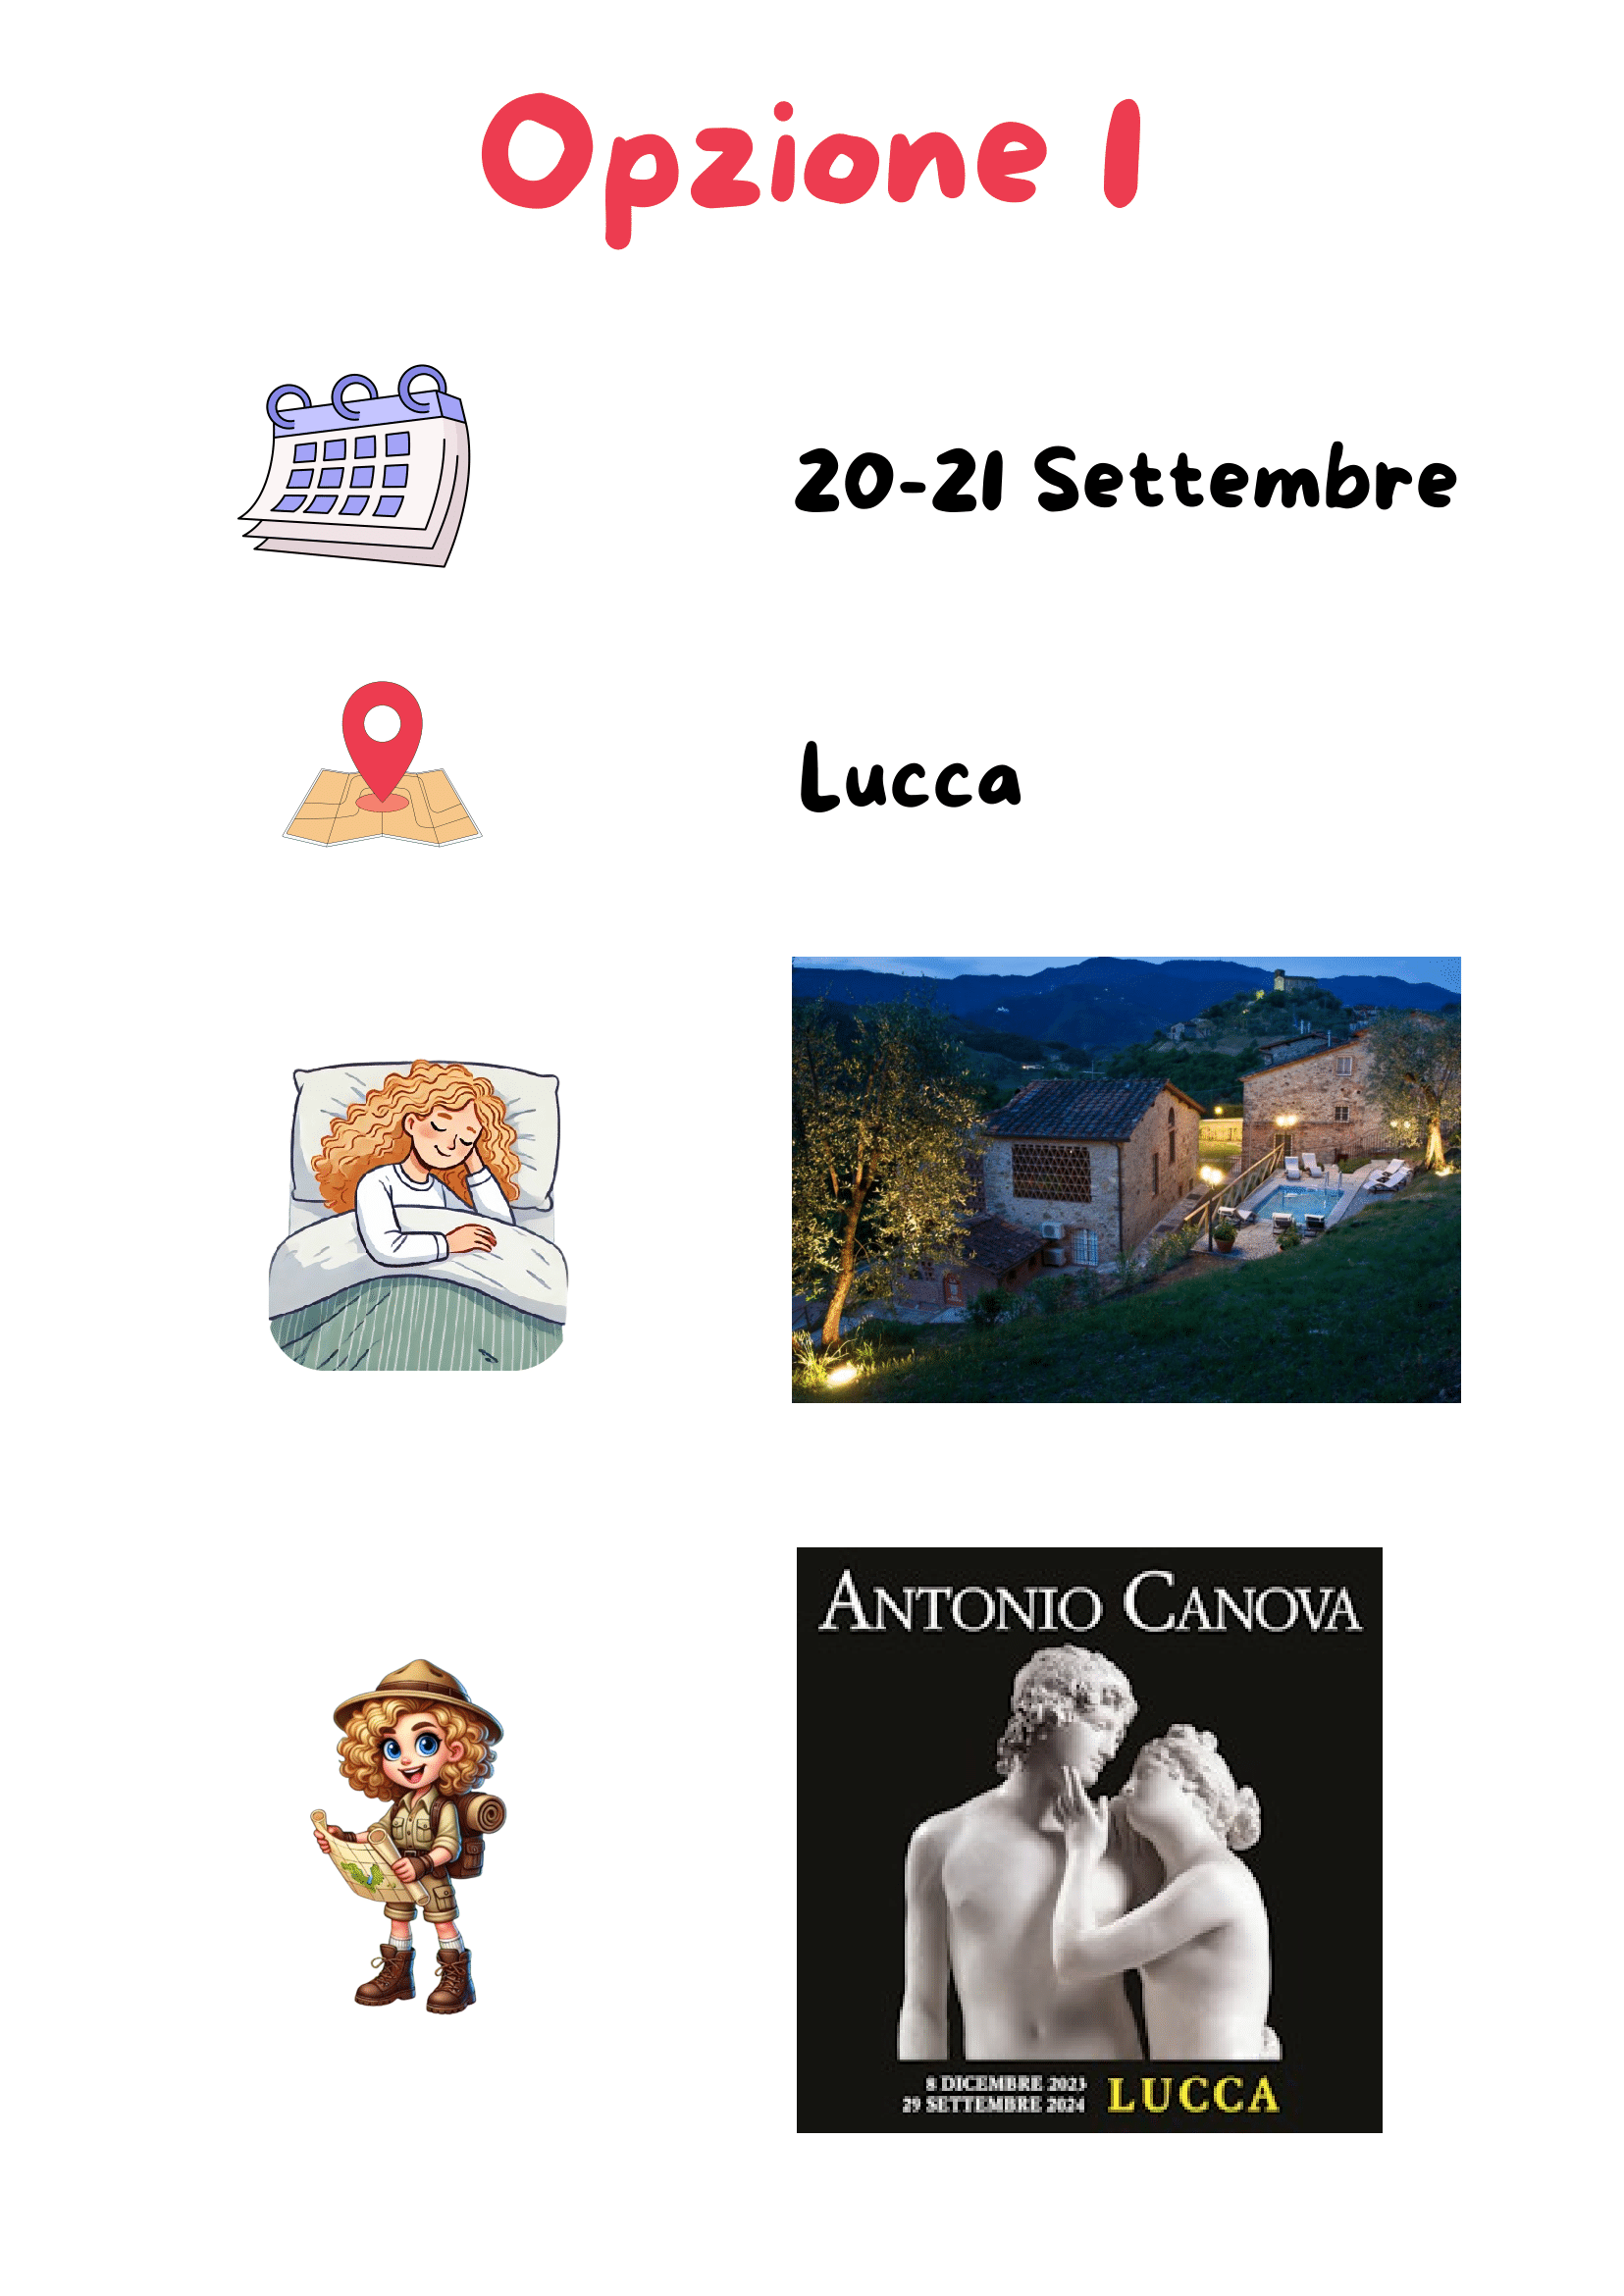 Opzione 1
20-21 Settembre
Lucca
ANTONIO CANOVA
8 DICEMBRE 2023
29 SETTEMBRE 2024
LUCCA